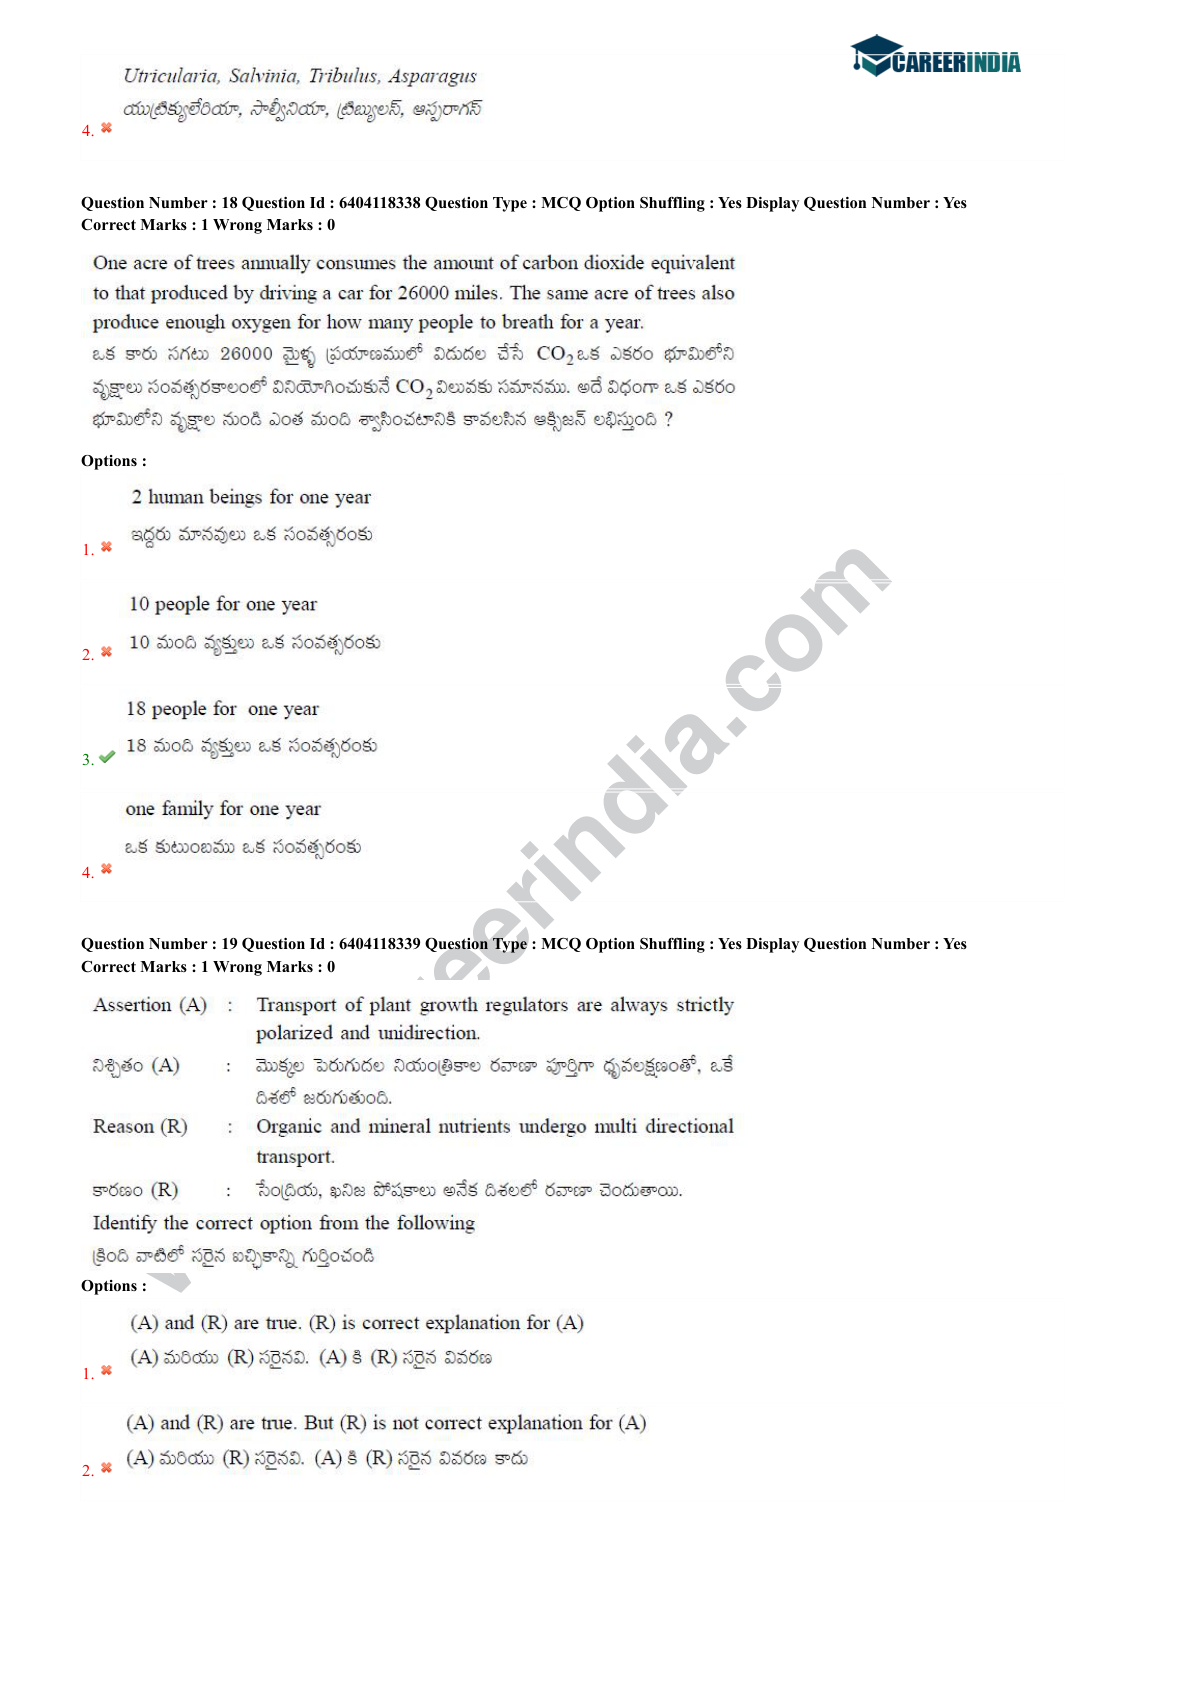 CAREERINDIA
Utricularia, Salvinia, Tribulus, Asparagus
యుట్రిక్యులేరియా, సాల్వీనియా, ట్రిబ్యులస్, ఆస్పరాగస్
4.
Question Number : 18 Question Id : 6404118338 Question Type : MCQ Option Shuffling : Yes Display Question Number : Yes
Correct Marks : 1 Wrong Marks : 0
One acre of trees annually consumes the amount of carbon dioxide equivalent
to that produced by driving a car for 26000 miles. The same acre of trees also
produce enough oxygen for how many people to breath for a year.
ఒక కారు సగటు 26000 మైళ్ళ ప్రయాణములో విడుదల చేసే CO2 ఒక ఎకరం భూమిలోని
వృక్షాలు సంవత్సరకాలంలో వినియోగించుకునే CO2 విలువకు సమానము. అదే విధంగా ఒక ఎకరం
భూమిలోని వృక్షాల నుండి ఎంత మంది శ్వాసించటానికి కావలసిన ఆక్సిజన్ లభిస్తుంది ?
Options :
2 human beings for one year
ఇద్దరు మానవులు ఒక సంవత్సరంకు
1.
10 people for one year
10 మంది వ్యక్తులు ఒక సంవత్సరంకు
2.
18 people for one year
18 మంది వ్యక్తులు ఒక సంవత్సరంకు
3.
one family for one year
ఒక కుటుంబము ఒక సంవత్సరంకు
4.
Question Number : 19 Question Id : 6404118339 Question Type : MCQ Option Shuffling : Yes Display Question Number : Yes
Correct Marks : 1 Wrong Marks : 0
Assertion (A) : Transport of plant growth regulators are always strictly
polarized and unidirection.
నిశ్చితం (A) : మొక్కల పెరుగుదల నియంత్రికాల రవాణా పూర్తిగా ధృవలక్షణంతో, ఒకే
దిశలో జరుగుతుంది.
Reason (R) : Organic and mineral nutrients undergo multi directional
transport.
కారణం (R) : సేంద్రియ, ఖనిజ పోషకాలు అనేక దిశలలో రవాణా చెందుతాయి.
Identify the correct option from the following
క్రింది వాటిలో సరైన ఐచ్ఛికాన్ని గుర్తించండి
Options :
(A) and (R) are true. (R) is correct explanation for (A)
(A) మరియు (R) సరైనవి. (A) కి (R) సరైన వివరణ
1.
(A) and (R) are true. But (R) is not correct explanation for (A)
(A) మరియు (R) సరైనవి. (A) కి (R) సరైన వివరణ కాదు
2.
eerindia.com